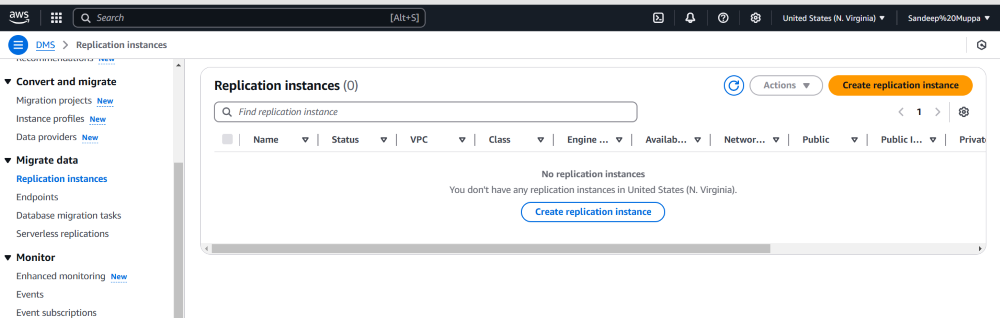 aws Search [Alt+S] United States (N. Virginia) Sandeep%20Muppa
DMS Replication instances
Recommendations New
Convert and migrate
Migration projects New
Instance profiles New
Data providers New
Migrate data
Replication instances
Endpoints
Database migration tasks
Serverless replications
Monitor
Enhanced monitoring New
Events
Event subscriptions
Replication instances (0) Actions Create replication instance
Find replication instance 1
Name Status VPC Class Engine ... Availab... Networ... Public Public I... Privat
No replication instances
You don't have any replication instances in United States (N. Virginia).
Create replication instance